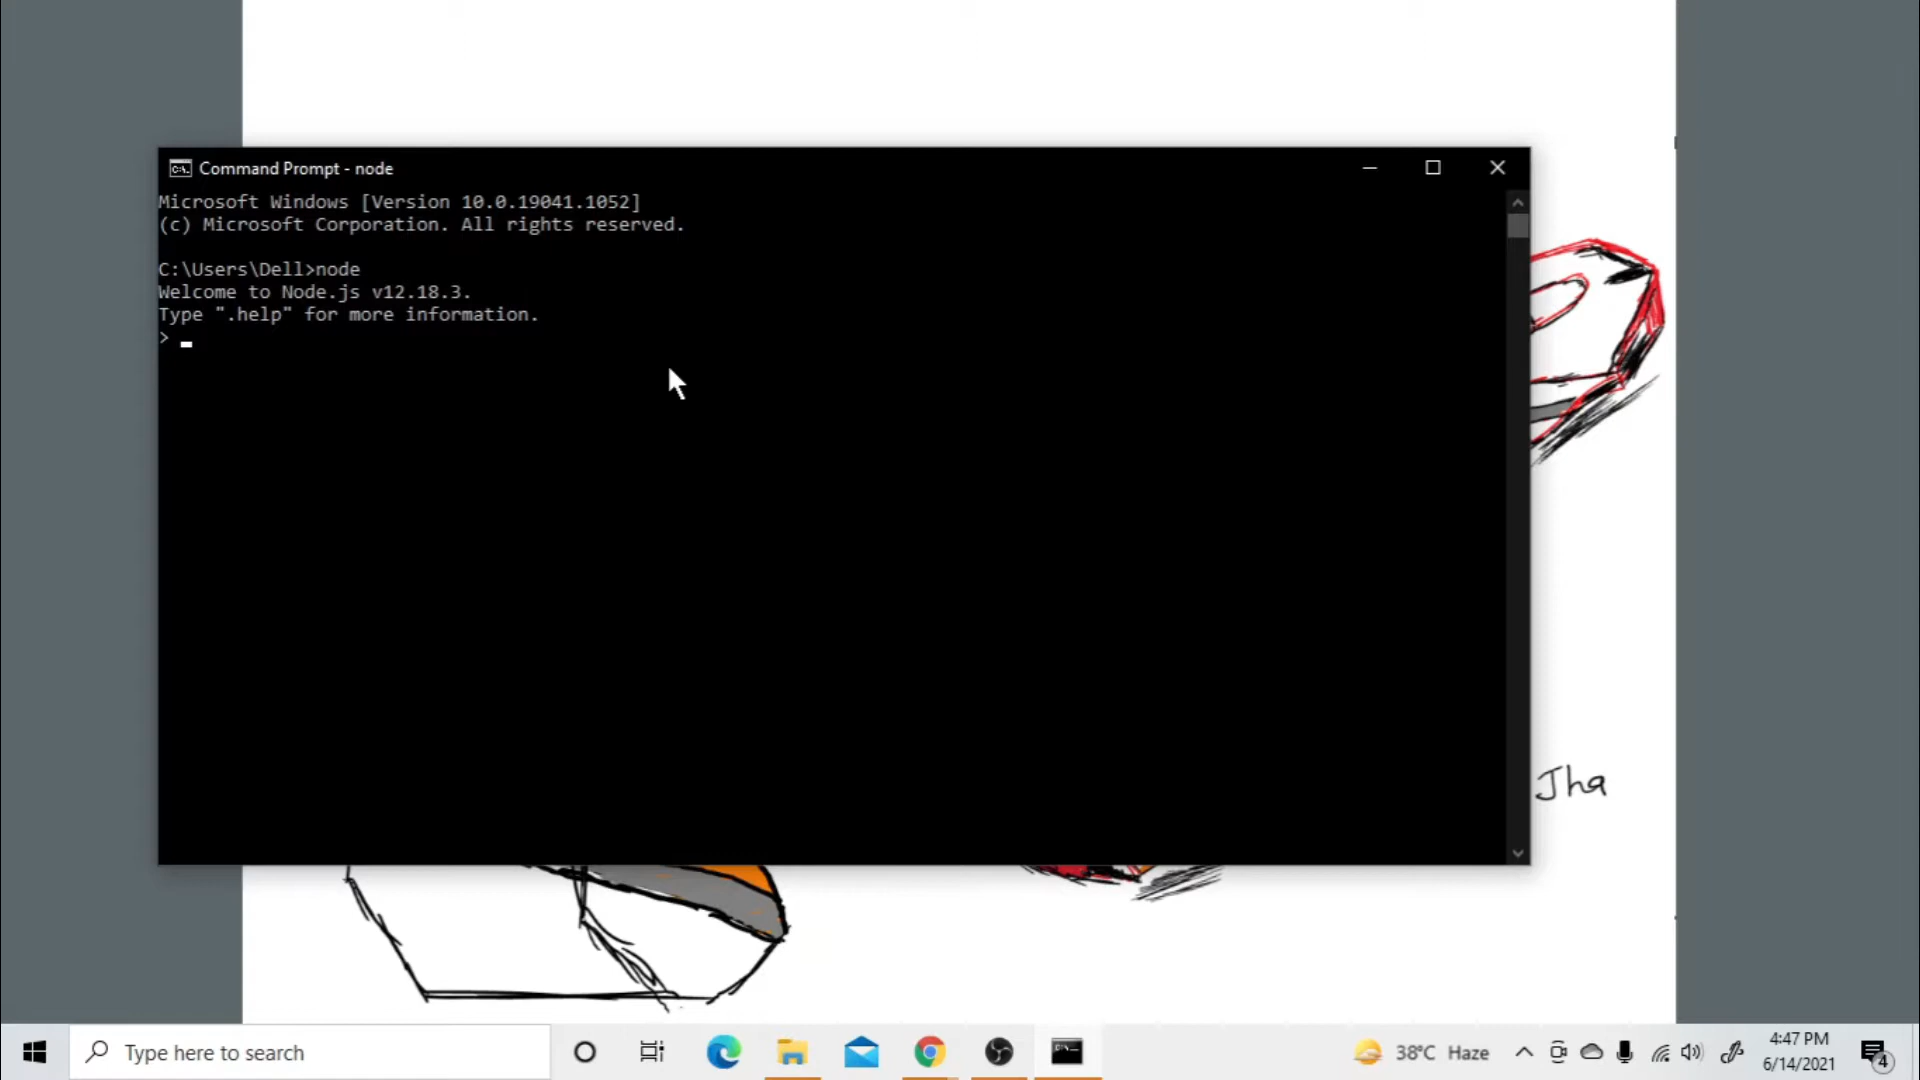 Command Prompt - node
Microsoft Windows [Version 10.0.19041.1052]
(c) Microsoft Corporation. All rights reserved.
C:\Users\Dell>node
Welcome to Node.js v12.18.3.
Type ".help" for more information.
>
Jha
Type here to search
38°C Haze
4:47 PM
6/14/2021
4